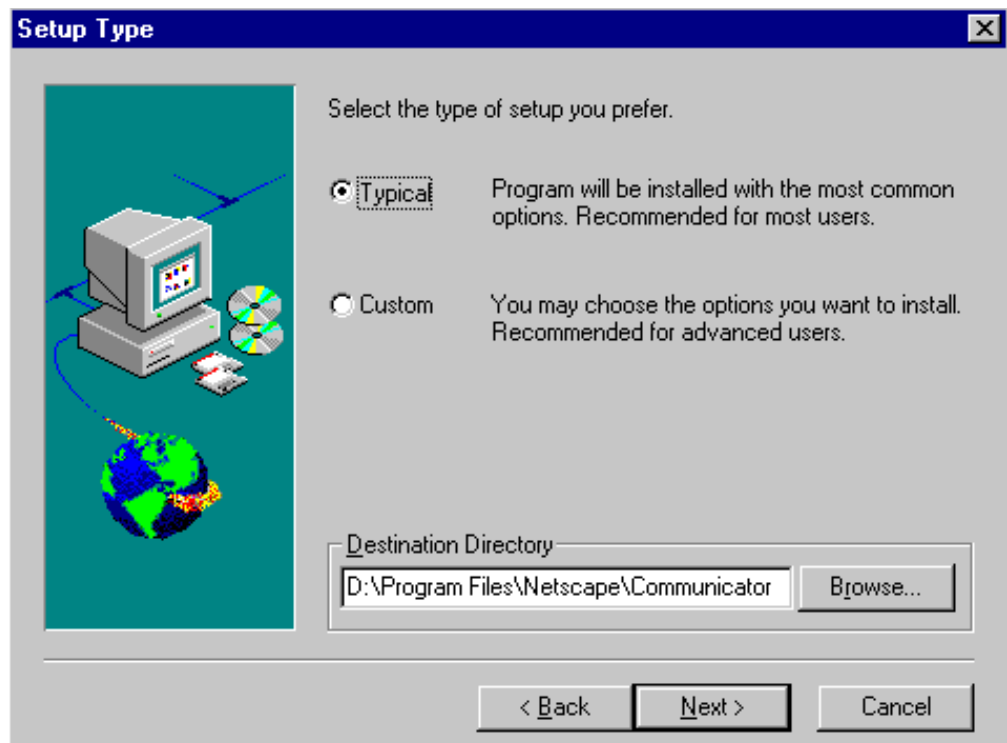 Setup Type
Select the type of setup you prefer.
Typical
Program will be installed with the most common
options. Recommended for most users.
Custom
You may choose the options you want to install.
Recommended for advanced users.
Destination Directory
D:\Program Files\Netscape\Communicator
Browse...
< Back
Next >
Cancel